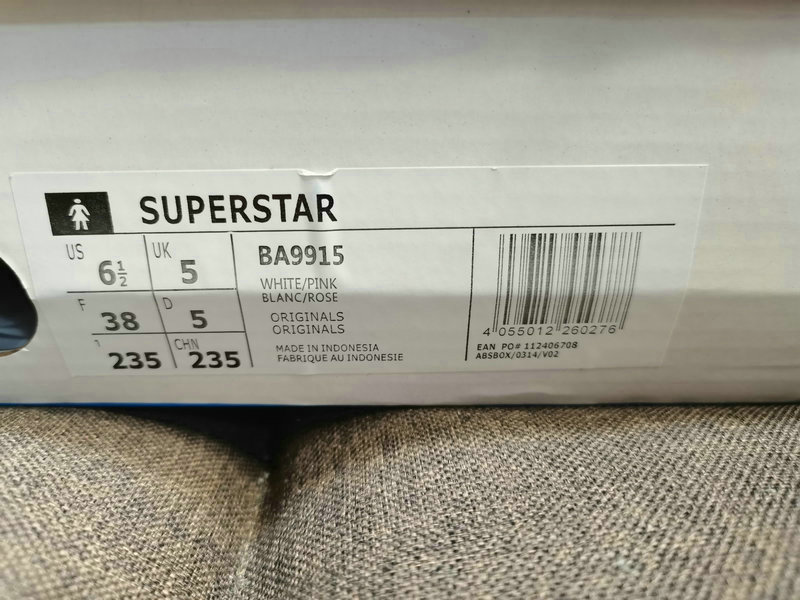 SUPERSTAR
US 6½ UK 5
F 38 D 5
235 CHN 235
BA9915
WHITE/PINK
BLANC/ROSE
ORIGINALS
ORIGINALS
MADE IN INDONESIA
FABRIQUE AU INDONESIE
4 055012 260276
EAN PO# 112406708
ABSBOX/0314/V02